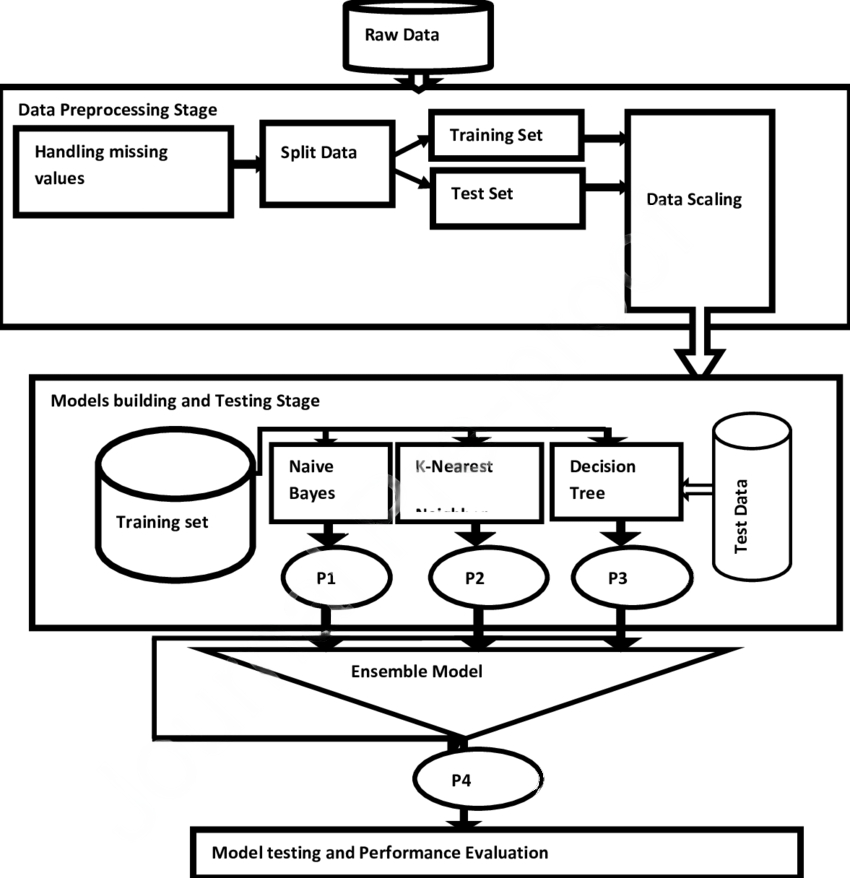 Raw Data
Data Preprocessing Stage
Handling missing
values
Split Data
Training Set
Test Set
Data Scaling
Models building and Testing Stage
Training set
Naive
Bayes
K-Nearest
Decision
Tree
Test Data
P1
P2
P3
Ensemble Model
P4
Model testing and Performance Evaluation